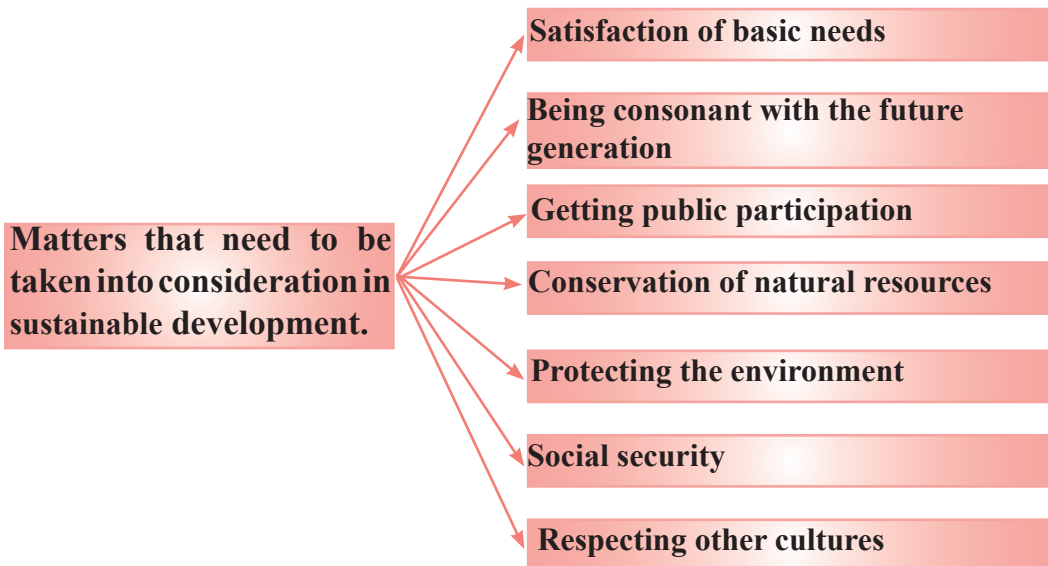 Matters that need to be
taken into consideration in
sustainable development.
Satisfaction of basic needs
Being consonant with the future
generation
Getting public participation
Conservation of natural resources
Protecting the environment
Social security
Respecting other cultures